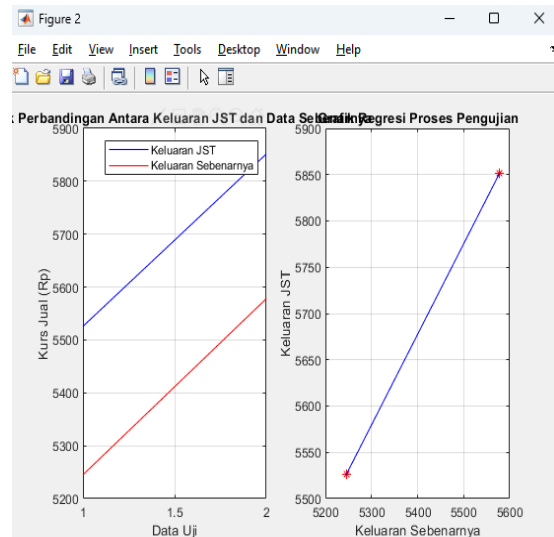 Figure 2
File Edit View Insert Tools Desktop Window Help
Perbandingan Antara Keluaran JST dan Data
Regresi Proses Pengujian
Keluaran JST
Keluaran Sebenarnya
5900
5800
5700
5600
5500
5400
5300
5200
Kurs Jual (Rp)
1 1.5 2
Data Uji
5900
5850
5800
5750
5700
5650
5600
5550
5500
Keluaran JST
5200 5300 5400 5500 5600
Keluaran Sebenarnya